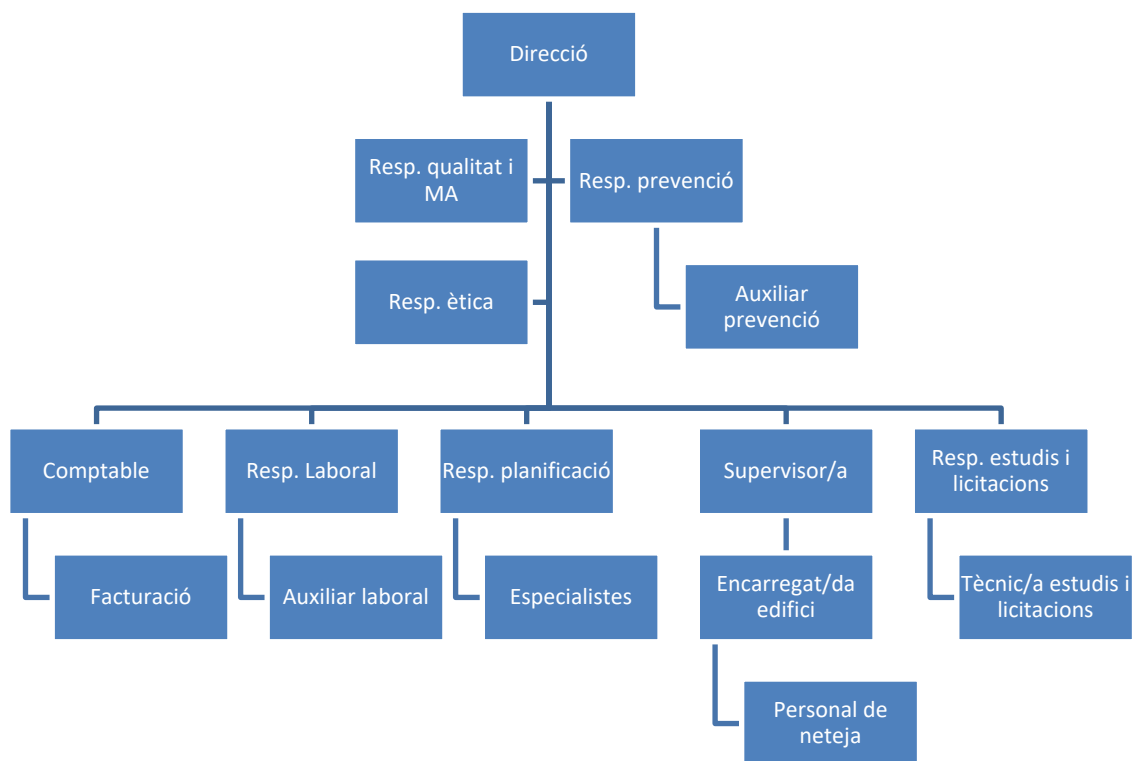 Direcció
Resp. qualitat i
MA
Resp. prevenció
Resp. ètica
Auxiliar
prevenció
Comptable
Resp. Laboral
Resp. planificació
Supervisor/a
Resp. estudis i
licitacions
Facturació
Auxiliar laboral
Especialistes
Encarregat/da
edifici
Tècnic/a estudis i
licitacions
Personal de
neteja